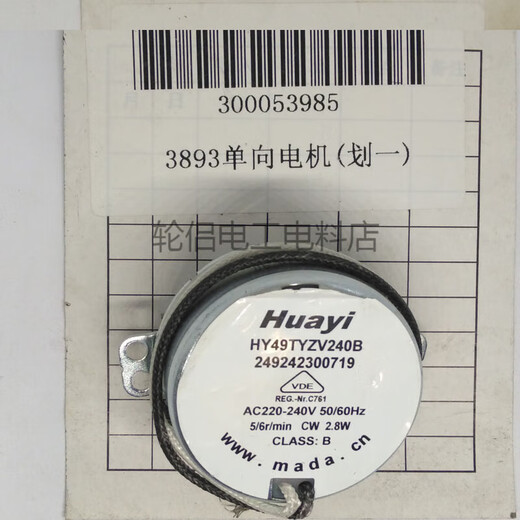 300053985
3893单向电机(划一)
轮侣电工电料店
Huayi
HY49TYZV240B
249242300719
VDE
REG.-Nr.C761
AC220-240V 50/60Hz
5/6r/min CW 2.8W
CLASS: B
www.mada.cn